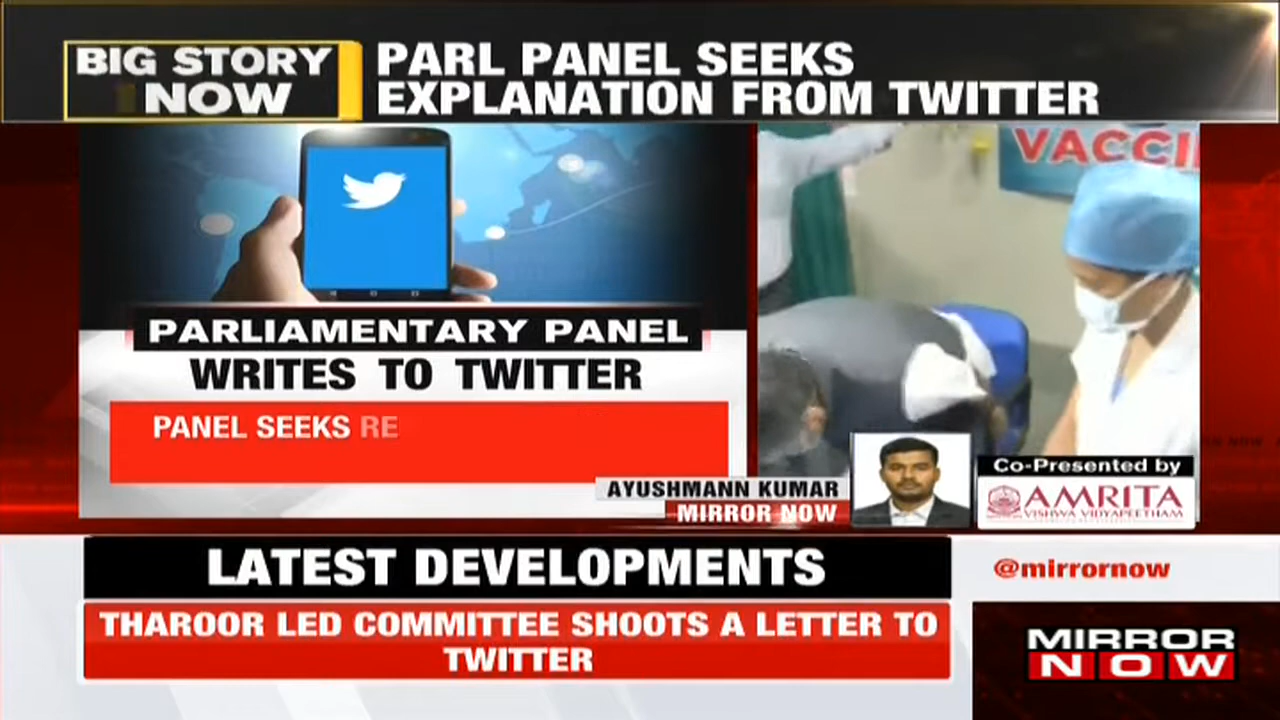 BIG STORY
NOW
PARL PANEL SEEKS
EXPLANATION FROM TWITTER
VACCI
PARLIAMENTARY PANEL
WRITES TO TWITTER
PANEL SEEKS RE
AYUSHMANN KUMAR
MIRROR NOW
Co-Presented by
AMRITA
VISHWA VIDYAPEETHAM
LATEST DEVELOPMENTS
@mirrornow
THAROOR LED COMMITTEE SHOOTS A LETTER TO
TWITTER
MIRROR
NOW